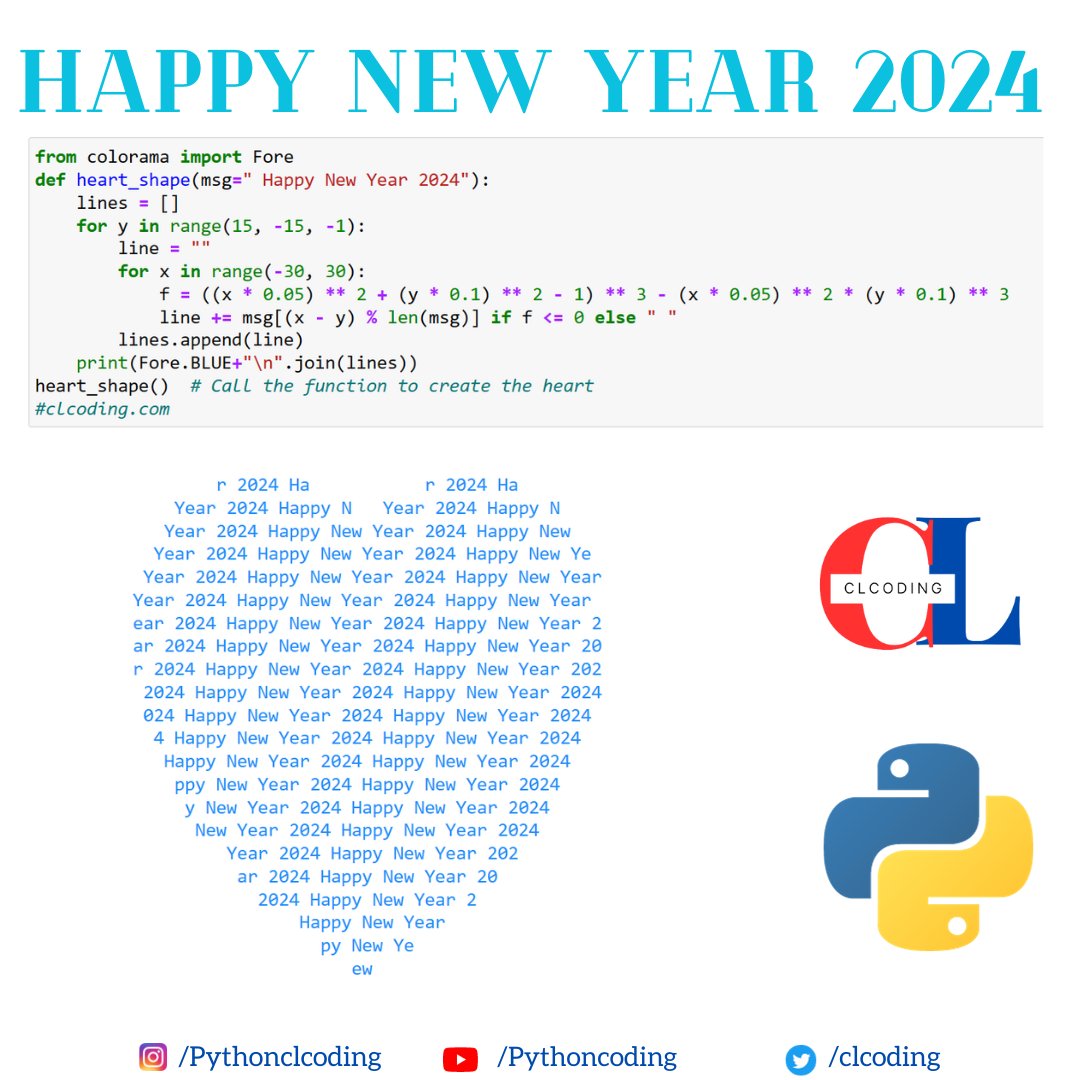 HAPPY NEW YEAR 2024
from colorama import Fore
def heart_shape(msg=" Happy New Year 2024"):
    lines = []
    for y in range(15, -15, -1):
        line = ""
        for x in range(-30, 30):
            f = ((x * 0.05) ** 2 + (y * 0.1) ** 2 - 1) ** 3 - (x * 0.05) ** 2 * (y * 0.1) ** 3
            line += msg[(x - y) % len(msg)] if f <= 0 else " "
        lines.append(line)
    print(Fore.BLUE+"\n".join(lines))
heart_shape()  # Call the function to create the heart
#clcoding.com
r 2024 Ha           r 2024 Ha
Year 2024 Happy N   Year 2024 Happy N
Year 2024 Happy New Year 2024 Happy New
Year 2024 Happy New Year 2024 Happy New Ye
Year 2024 Happy New Year 2024 Happy New Year
Year 2024 Happy New Year 2024 Happy New Year
ear 2024 Happy New Year 2024 Happy New Year 2
ar 2024 Happy New Year 2024 Happy New Year 20
r 2024 Happy New Year 2024 Happy New Year 202
2024 Happy New Year 2024 Happy New Year 2024
024 Happy New Year 2024 Happy New Year 2024
4 Happy New Year 2024 Happy New Year 2024
Happy New Year 2024 Happy New Year 2024
ppy New Year 2024 Happy New Year 2024
y New Year 2024 Happy New Year 2024
New Year 2024 Happy New Year 2024
Year 2024 Happy New Year 202
ar 2024 Happy New Year 20
2024 Happy New Year 2
Happy New Year
py New Ye
ew
CL
CLCODING
/Pythonclcoding
/Pythoncoding
/clcoding